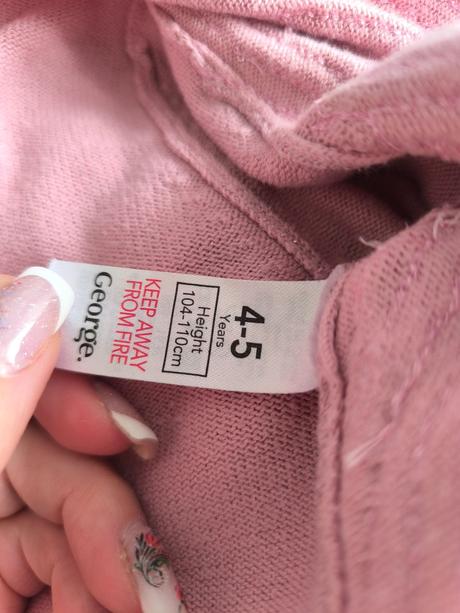 4-5
Years
Height
104-110cm
KEEP AWAY
FROM FIRE
George.